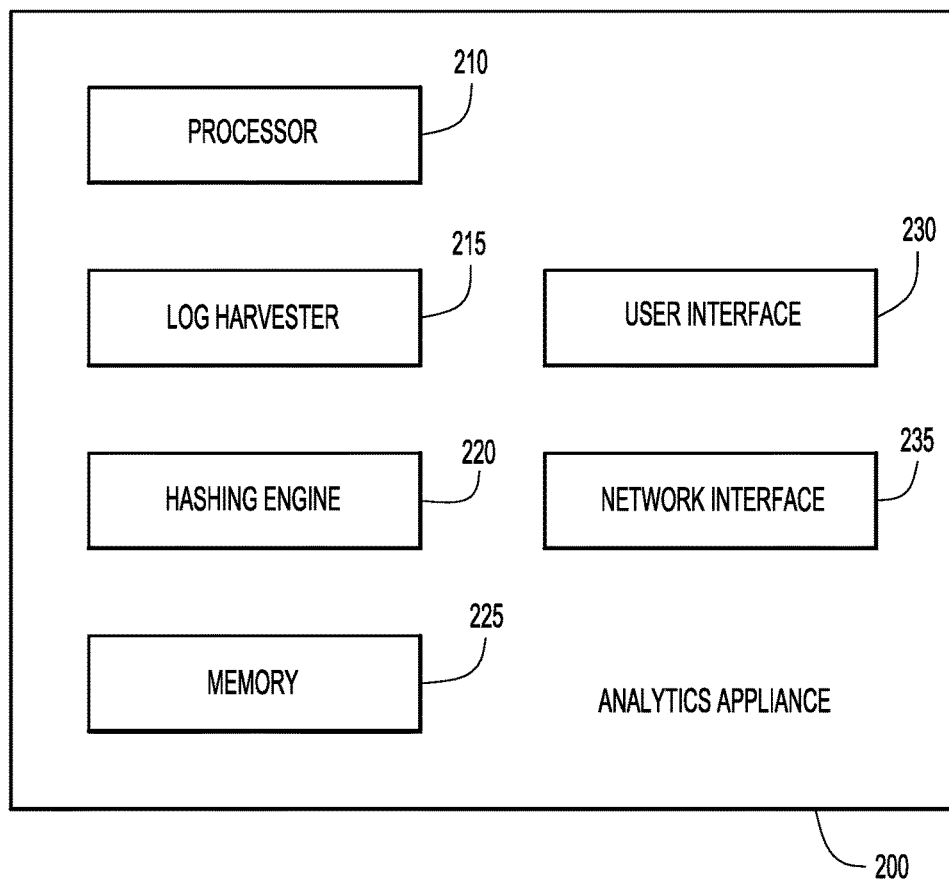 210
PROCESSOR
215
LOG HARVESTER
230
USER INTERFACE
220
HASHING ENGINE
235
NETWORK INTERFACE
225
MEMORY
ANALYTICS APPLIANCE
200